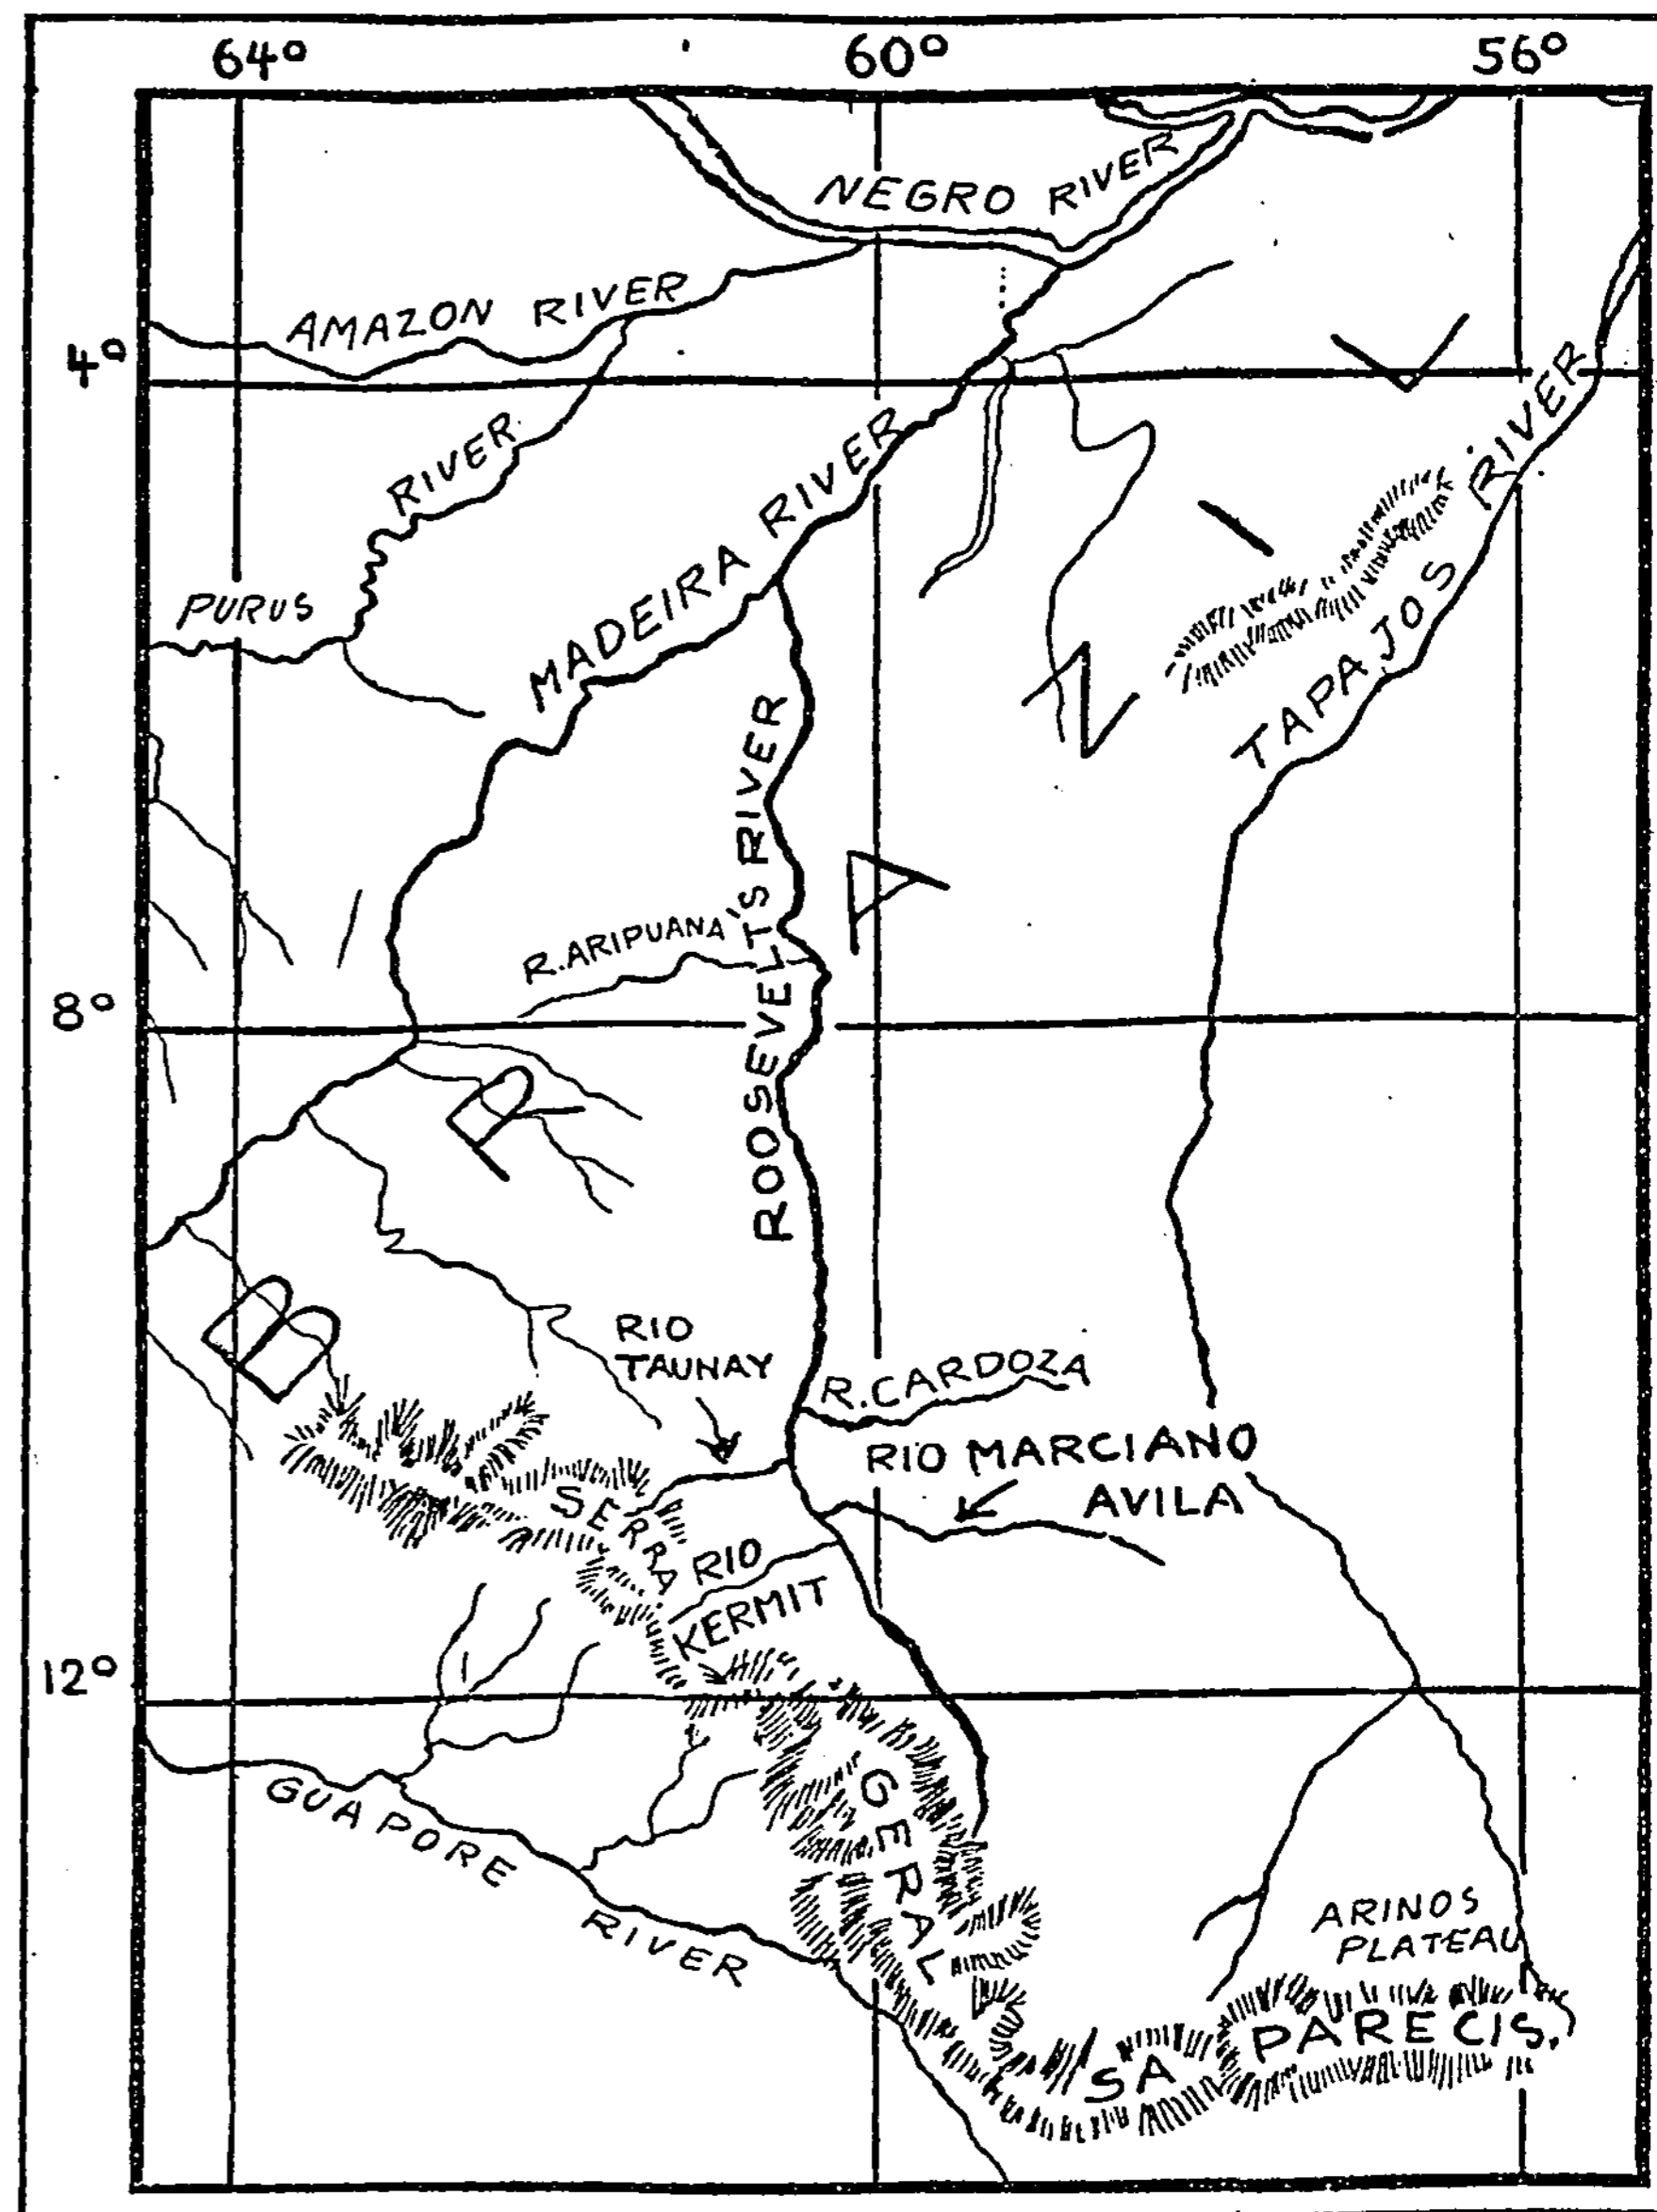 64° 60° 56°
NEGRO RIVER
AMAZON RIVER
4°
RIVER
PURUS
MADEIRA RIVER
TAPAJOS RIVER
BRAZIL
ROOSEVELT'S RIVER
R. ARIPUANA
8°
RIO
TAUNAY
R. CARDOZA
RIO MARCIANO
AVILA
SERRA
RIO
KERMIT
12°
GERAL
GUAPORE
RIVER
ARINOS
PLATEAU
SA PARECIS.